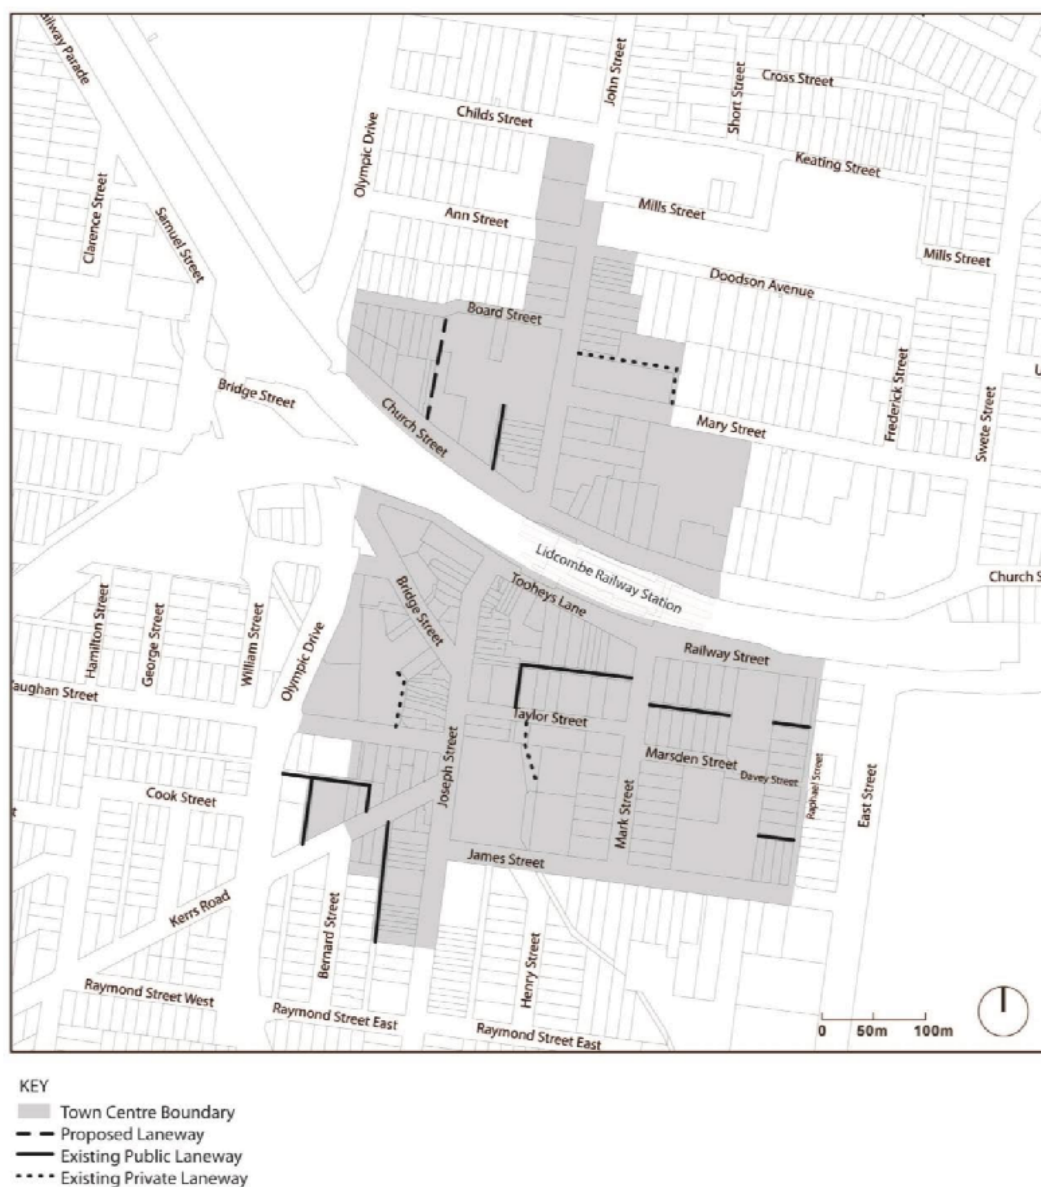 Railway Parade
John Street
Short Street
Cross Street
Childs Street
Olympic Drive
Keating Street
Clarence Street
Samuel Street
Ann Street
Mills Street
Mills Street
Doodson Avenue
Board Street
Bridge Street
Church Street
Mary Street
Frederick Street
Swete Street
Lidcombe Railway Station
Tooheys Lane
Church S
Bridge Street
Hamilton Street
George Street
William Street
Olympic Drive
Railway Street
Vaughan Street
Taylor Street
Joseph Street
Marsden Street
Davey Street
Raphael Street
East Street
Cook Street
Mark Street
James Street
Kerrs Road
Bernard Street
Henry Street
Raymond Street West
Raymond Street East
Raymond Street East
0 50m 100m
KEY
Town Centre Boundary
Proposed Laneway
Existing Public Laneway
Existing Private Laneway